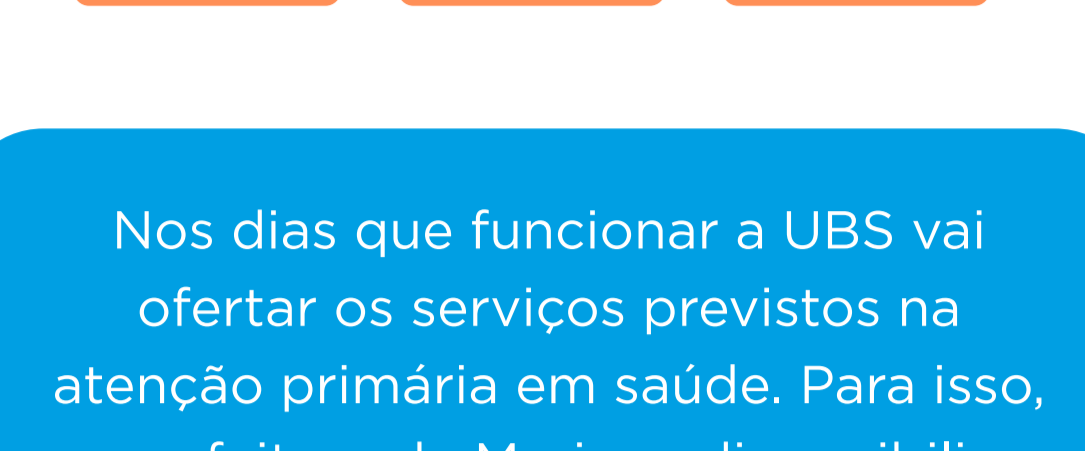 Nos dias que funcionar a UBS vai
ofertar os serviços previstos na
atenção primária em saúde. Para isso,